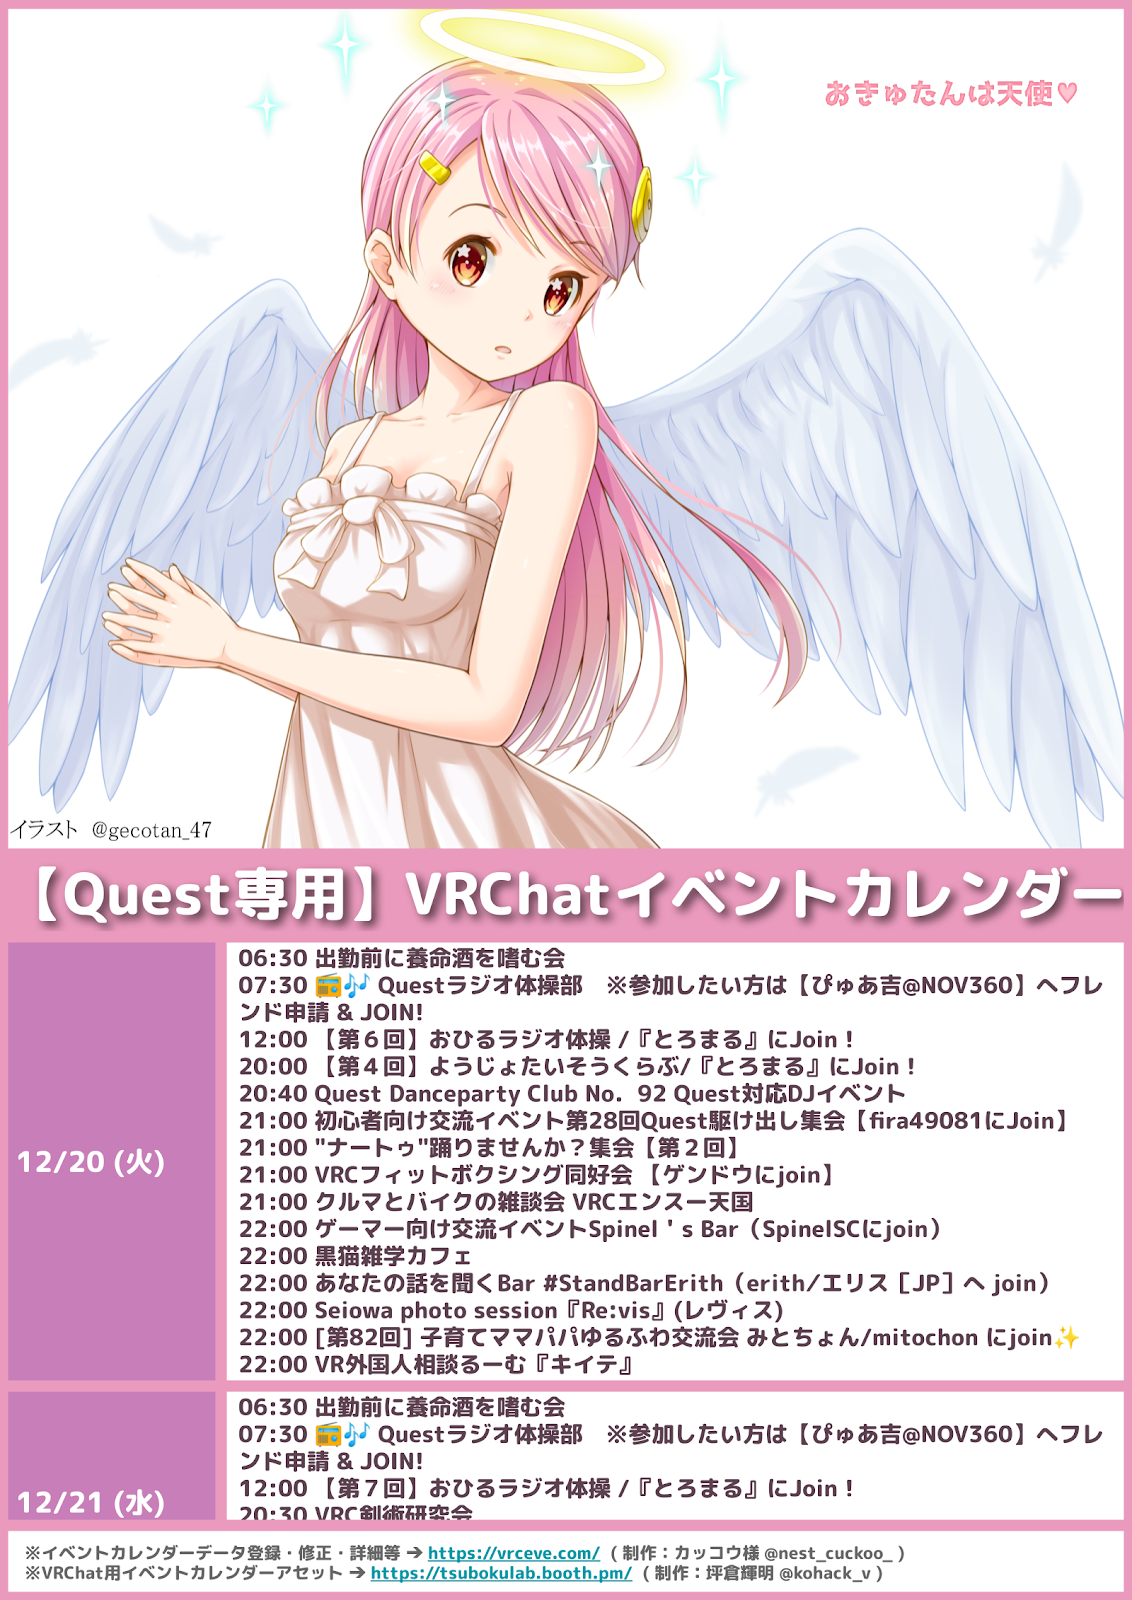 おきゅたんは天使♥
イラスト @gecotan_47
【Quest専用】VRChatイベントカレンダー
12/20 (火)
06:30 出勤前に養命酒を嗜む会
07:30 📻🎶 Questラジオ体操部　※参加したい方は【ぴゅあ吉@NOV360】へフレ
ンド申請 & JOIN!
12:00 【第６回】おひるラジオ体操 /『とろまる』にJoin！
20:00 【第４回】ようじょたいそうくらぶ/『とろまる』にJoin！
20:40 Quest Danceparty Club No. 92 Quest対応DJイベント
21:00 初心者向け交流イベント第28回Quest駆け出し集会【fira49081にJoin】
21:00 "ナートゥ"踊りませんか？集会【第２回】
21:00 VRCフィットボクシング同好会 【ゲンドウにjoin】
21:00 クルマとバイクの雑談会 VRCエンスー天国
22:00 ゲーマー向け交流イベントSpinel ' s Bar（SpinelSCにjoin）
22:00 黒猫雑学カフェ
22:00 あなたの話を聞くBar #StandBarErith（erith/エリス［JP］へ join）
22:00 Seiowa photo session『Re:vis』(レヴィス)
22:00 [第82回] 子育てママパパゆるふわ交流会 みとちょん/mitochon にjoin✨
22:00 VR外国人相談るーむ『キイテ』
12/21 (水)
06:30 出勤前に養命酒を嗜む会
07:30 📻🎶 Questラジオ体操部　※参加したい方は【ぴゅあ吉@NOV360】へフレ
ンド申請 & JOIN!
12:00 【第７回】おひるラジオ体操 /『とろまる』にJoin！
20:30 VRC剣術研究会
※イベントカレンダーデータ登録・修正・詳細等 ➔ https://vrceve.com/ ( 制作：カッコウ様 @nest_cuckoo_ )
※VRChat用イベントカレンダーアセット ➔ https://tsubokulab.booth.pm/ ( 制作：坪倉輝明 @kohack_v )